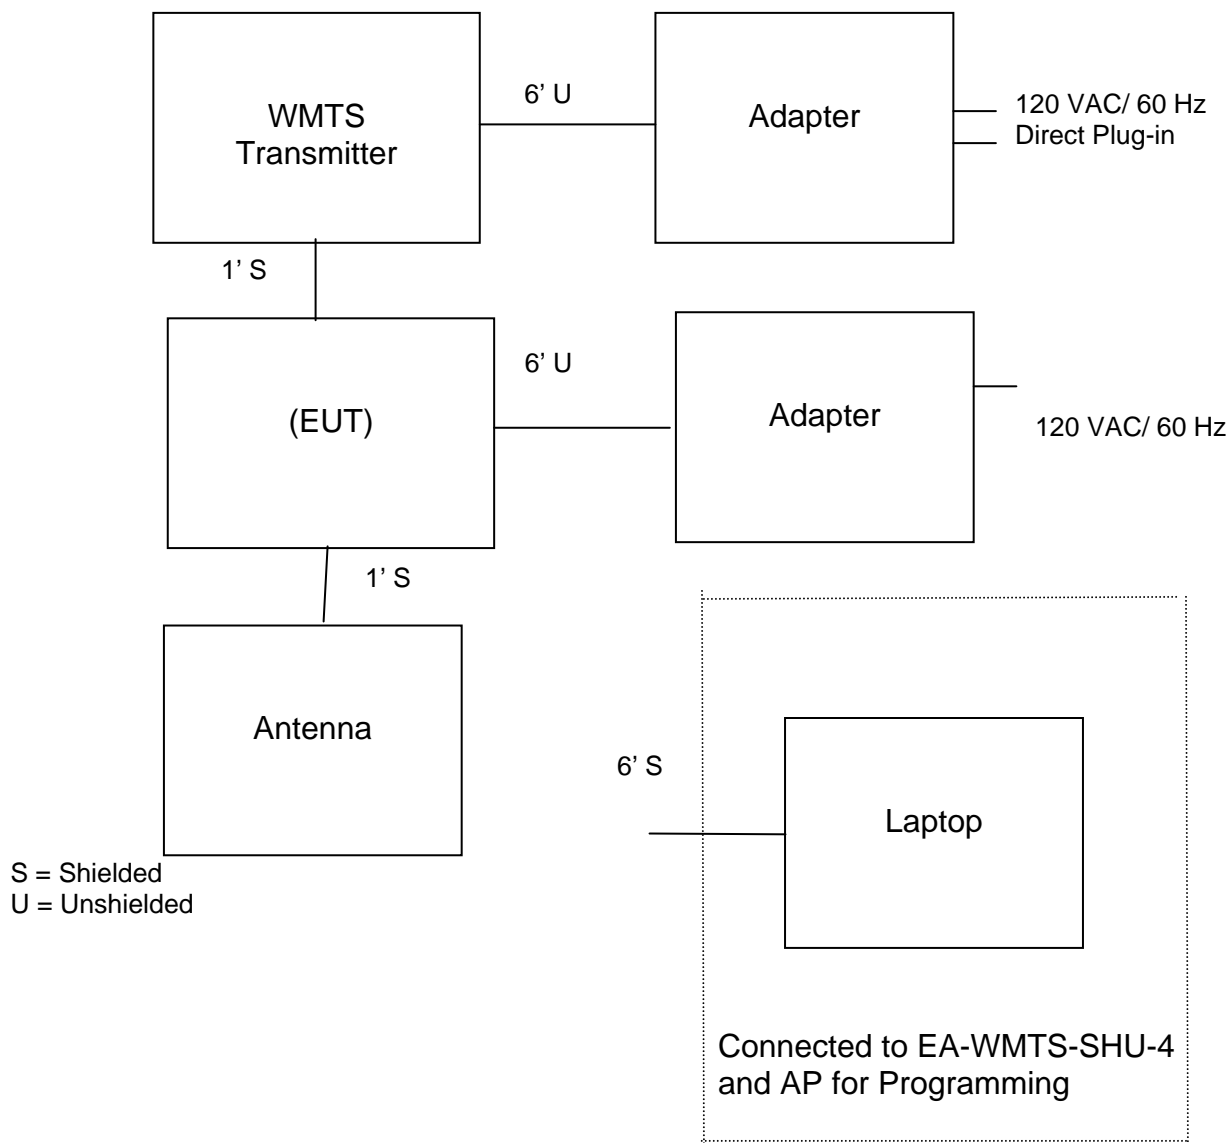 WMTS
Transmitter
6’ U
Adapter
120 VAC/ 60 Hz
Direct Plug-in
1’ S
(EUT)
6’ U
Adapter
120 VAC/ 60 Hz
1’ S
Antenna
6’ S
Laptop
S = Shielded
U = Unshielded
Connected to EA-WMTS-SHU-4
and AP for Programming